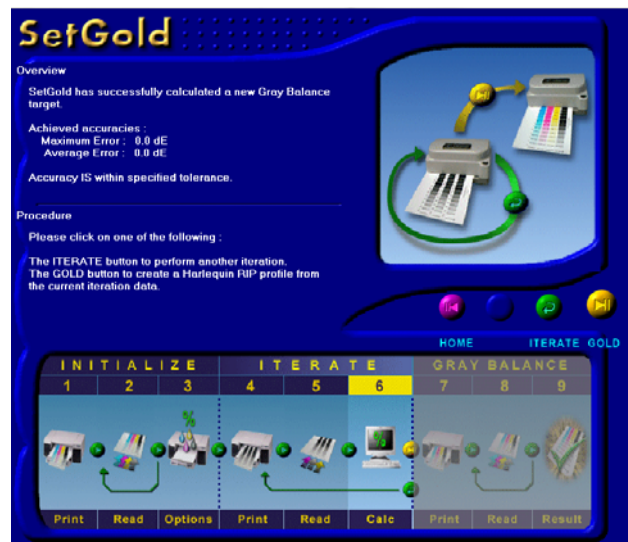 SetGold
Overview
SetGold has successfully calculated a new Gray Balance
target.
Achieved accuracies :
Maximum Error : 0.0 dE
Average Error : 0.0 dE
Accuracy IS within specified tolerance.
Procedure
Please click on one of the following :
The ITERATE button to perform another iteration.
The GOLD button to create a Harlequin RIP profile from
the current iteration data.
HOME ITERATE GOLD
INITIALIZE ITERATE GRAY BALANCE
1 2 3 4 5 6 7 8 9
% %
Print Read Options Print Read Calc Print Read Result